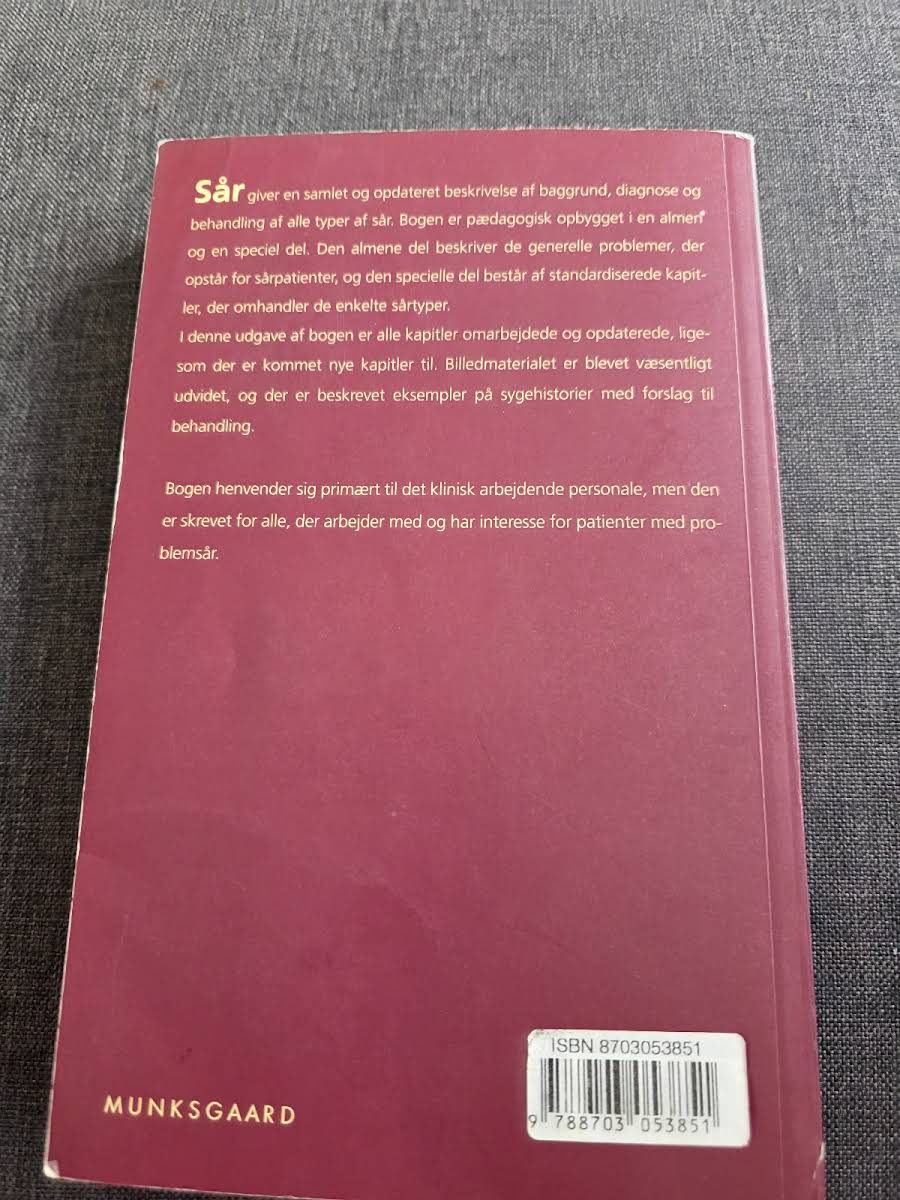 Sår giver en samlet og opdateret beskrivelse af baggrund, diagnose og
behandling af alle typer af sår. Bogen er pædagogisk opbygget i en almen
og en speciel del. Den almene del beskriver de generelle problemer, der
opstår for sårpatienter, og den specielle del består af standardiserede kapit-
ler, der omhandler de enkelte sårtyper.
I denne udgave af bogen er alle kapitler omarbejdede og opdaterede, lige-
som der er kommet nye kapitler til. Billedmaterialet er blevet væsentligt
udvidet, og der er beskrevet eksempler på sygehistorier med forslag til
behandling.
Bogen henvender sig primært til det klinisk arbejdende personale, men den
er skrevet for alle, der arbejder med og har interesse for patienter med pro-
blemsår.
ISBN 8703053851
9 788703 053851
MUNKSGAARD